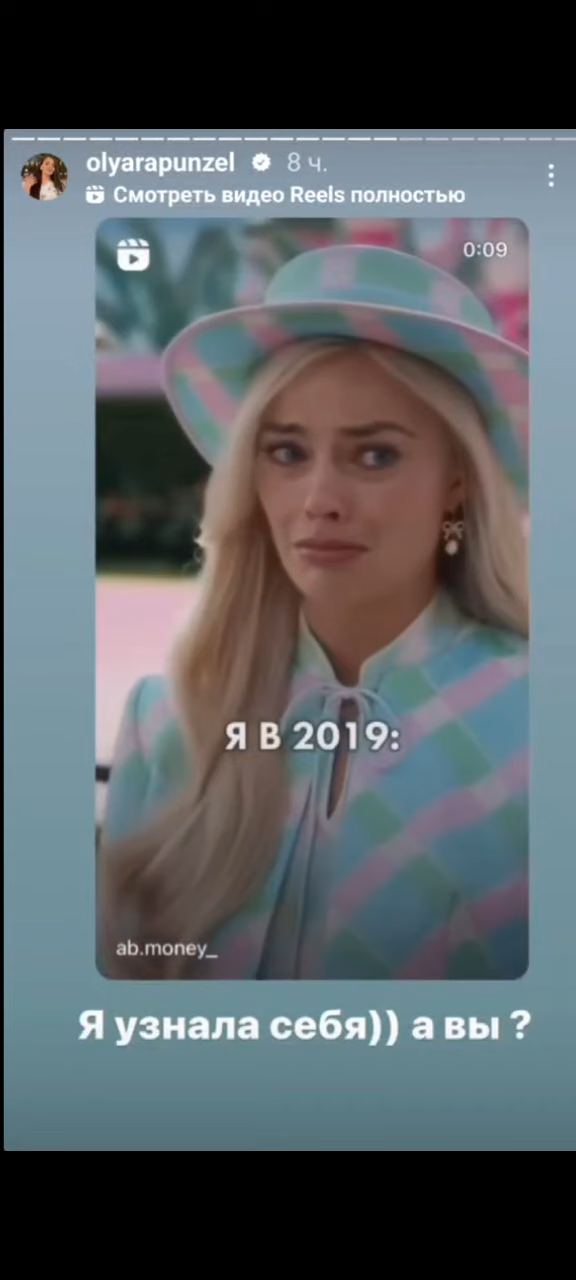 olyarapunzel 8 ч.
Смотреть видео Reels полностью
0:09
Я В 2019:
ab.money_
Я узнала себя)) а вы ?